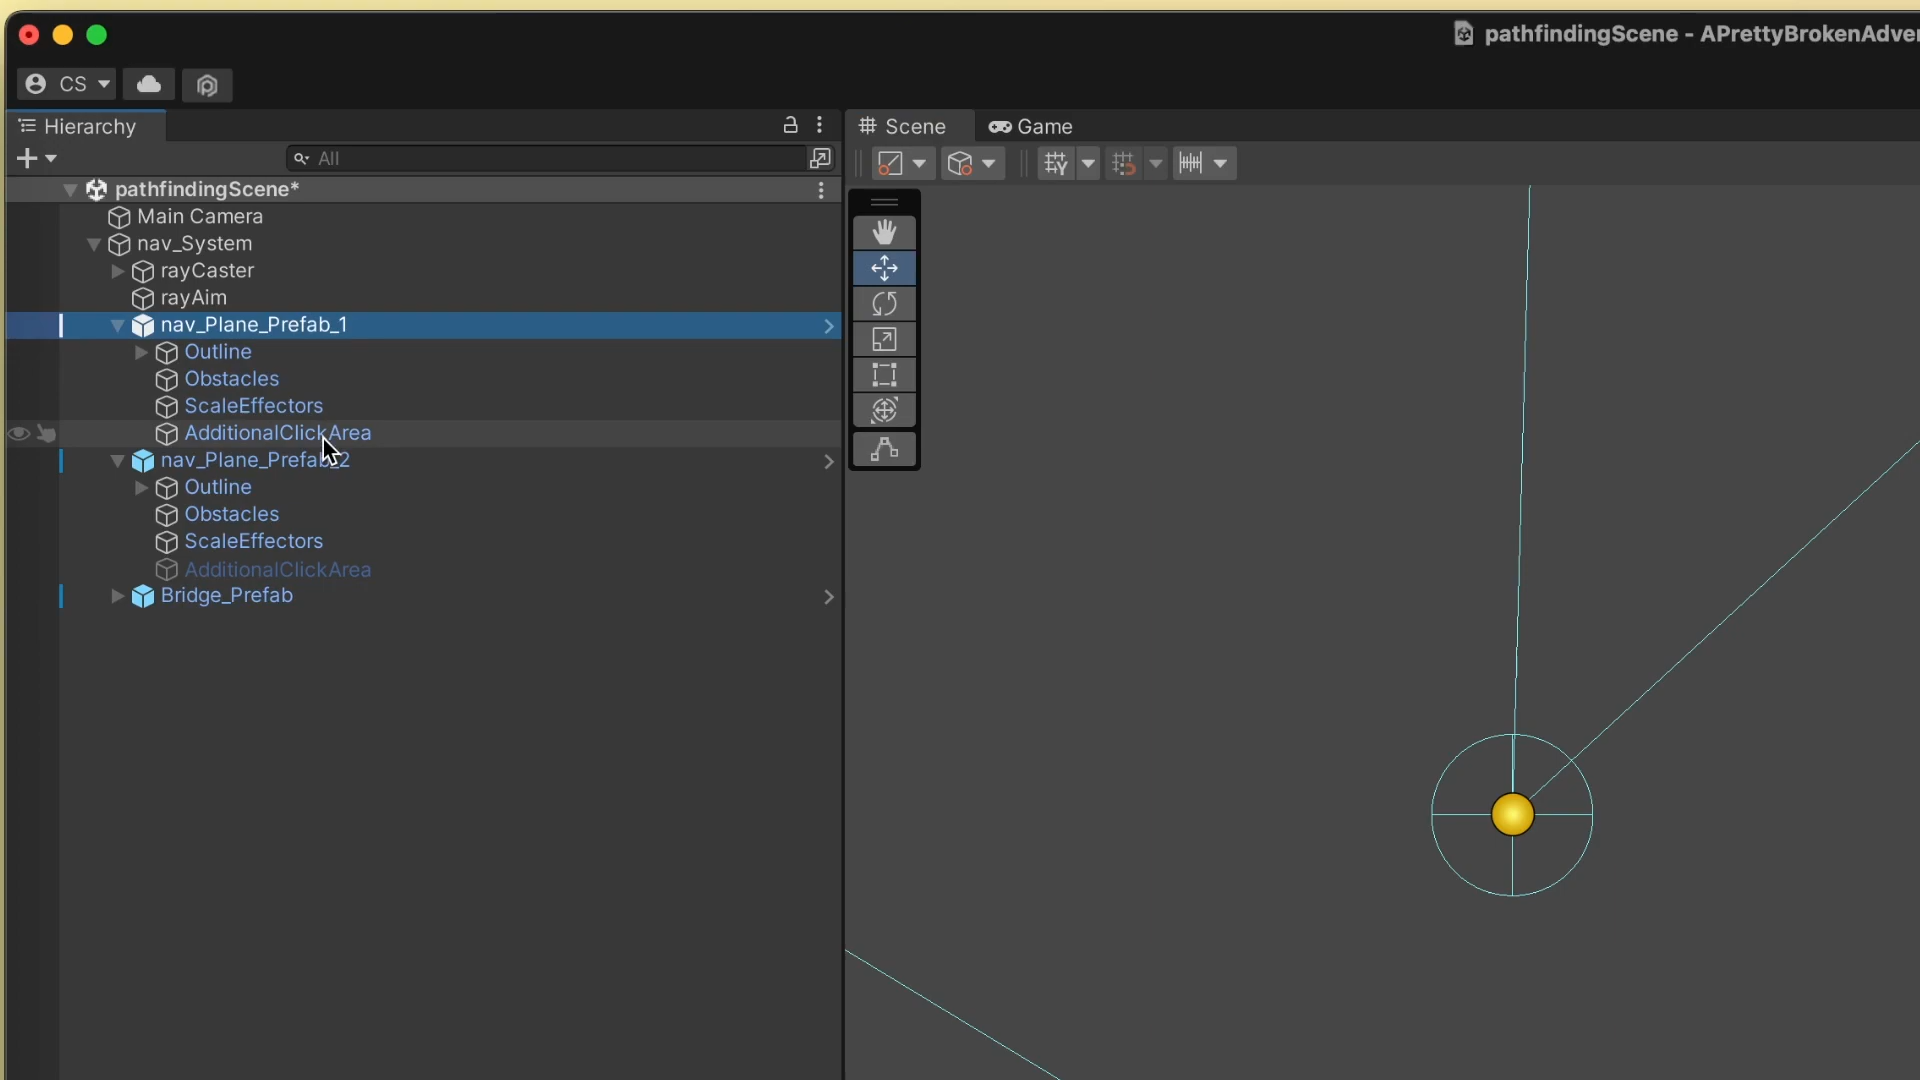 pathfindingScene - APrettyBrokenAdver
CS
Hierarchy
Scene
Game
All
pathfindingScene*
Main Camera
nav_System
rayCaster
rayAim
nav_Plane_Prefab_1
Outline
Obstacles
ScaleEffectors
AdditionalClickArea
nav_Plane_Prefab_2
Outline
Obstacles
ScaleEffectors
AdditionalClickArea
Bridge_Prefab